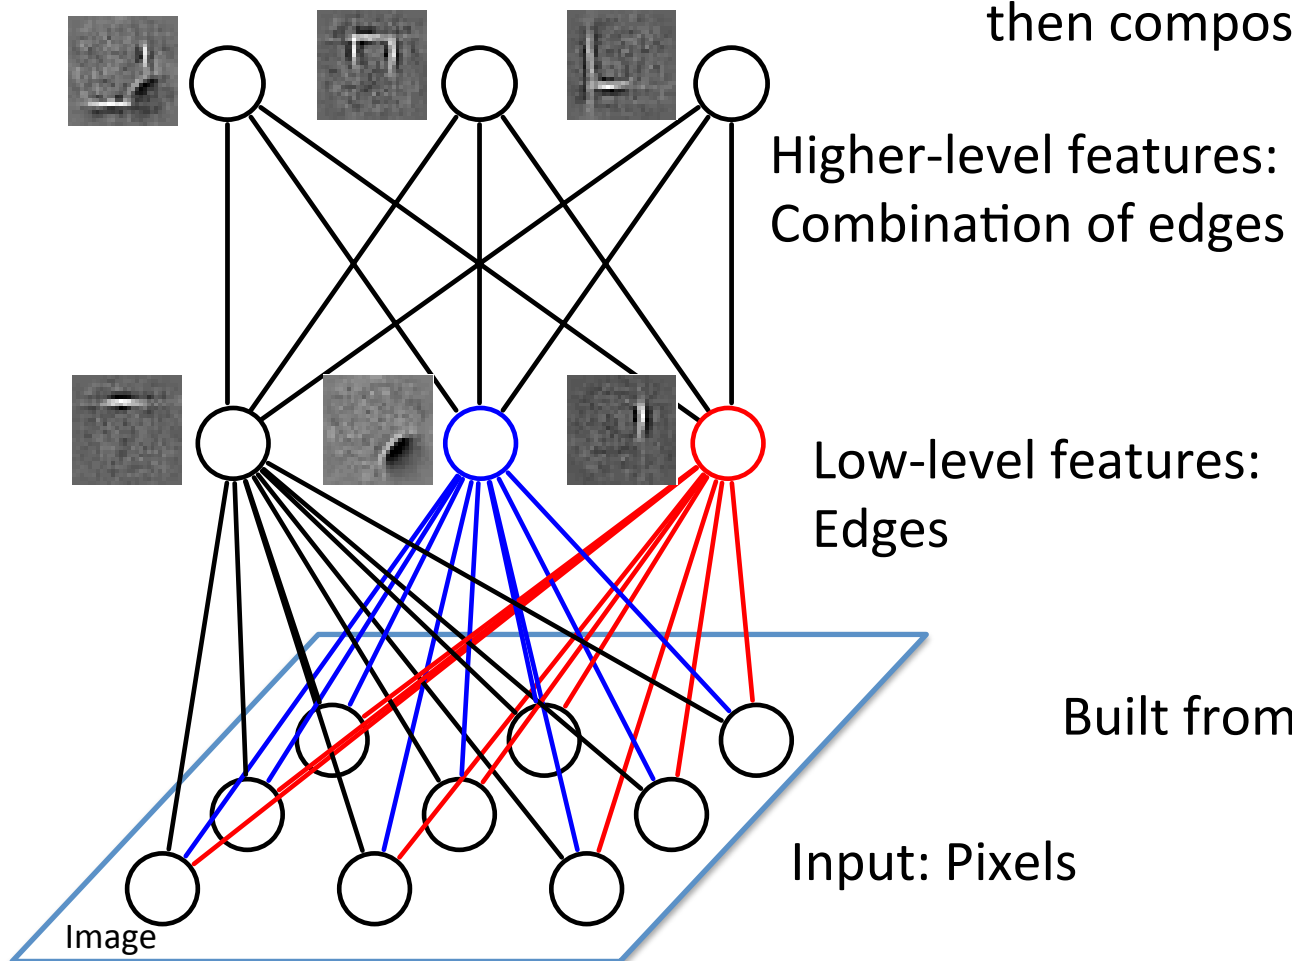 then compos
Higher-level features:
Combination of edges
Low-level features:
Edges
Built from
Input: Pixels
Image